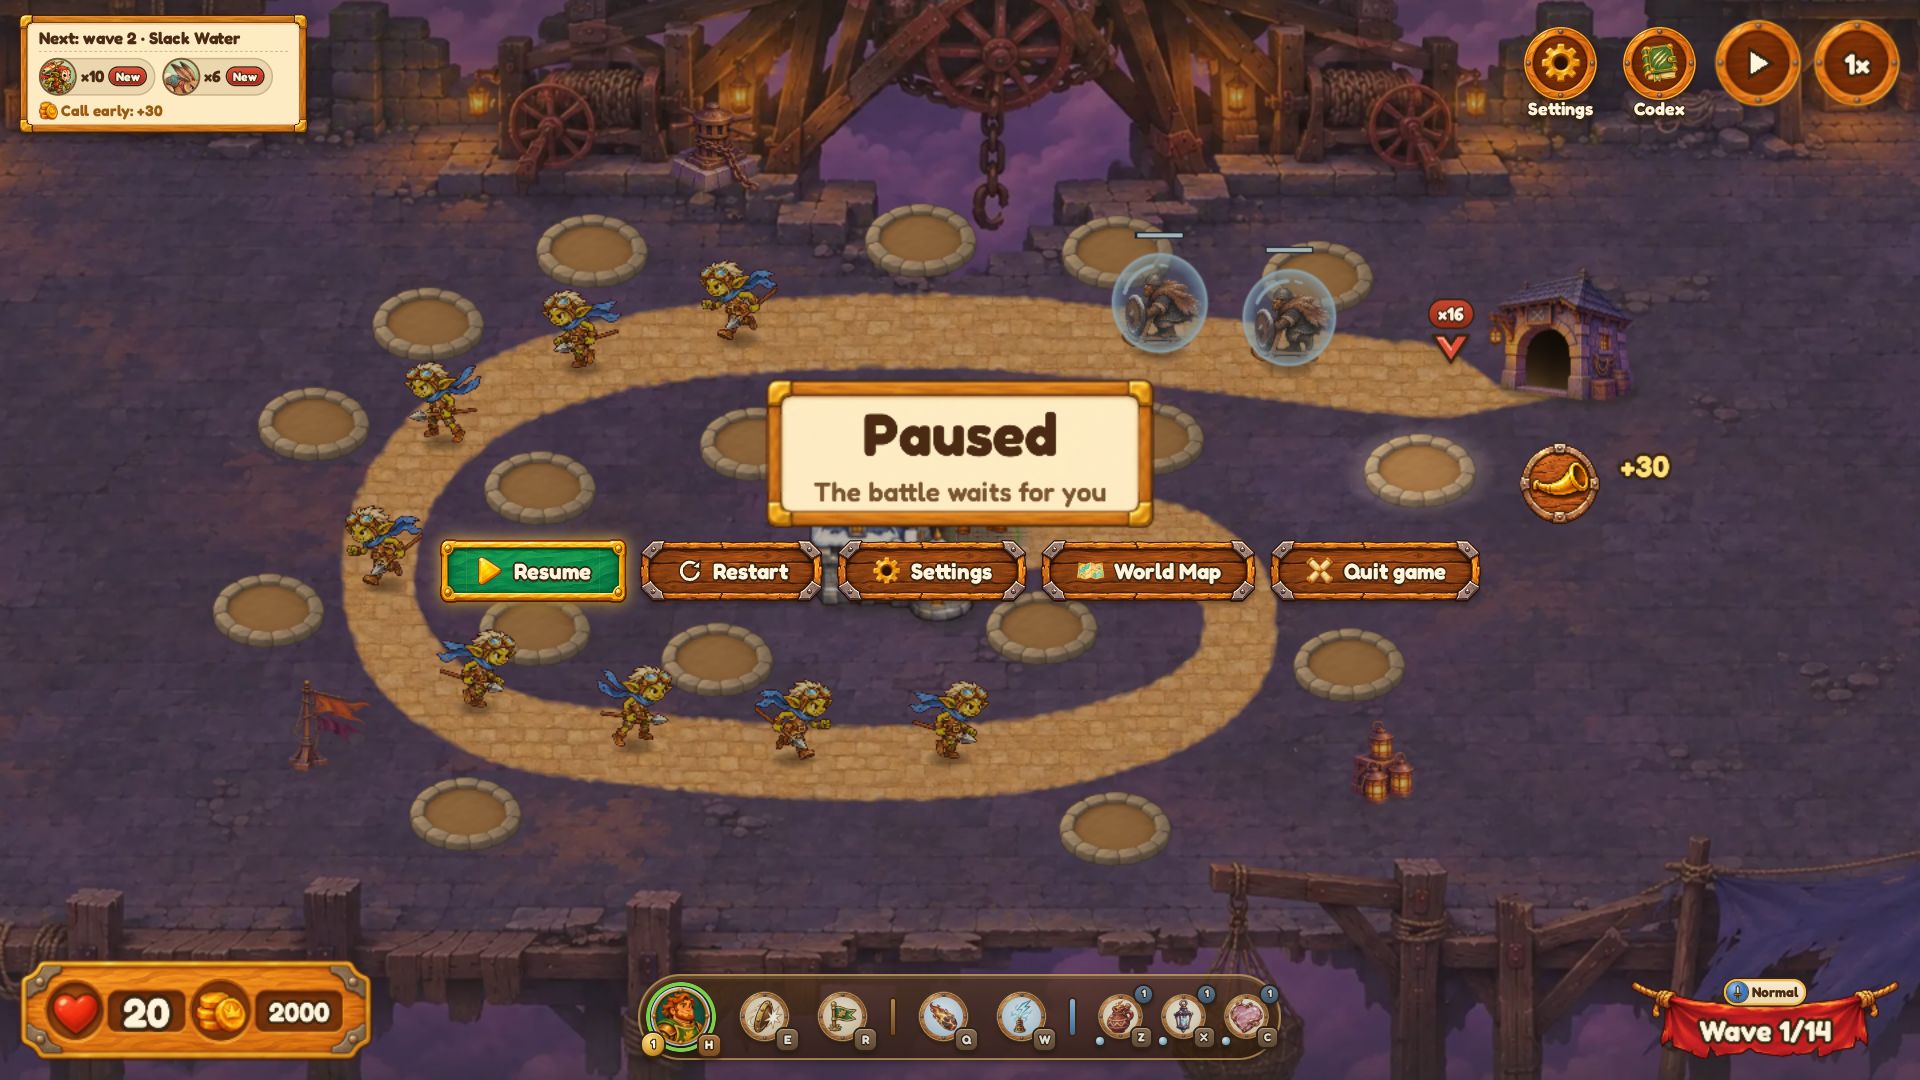 Next: wave 2 · Slack Water
x10 New x6 New
Call early: +30
Settings
Codex
1x
x16
+30
Paused
The battle waits for you
Resume
Restart
Settings
World Map
Quit game
20
2000
1 H
E
R
Q
W
1 Z
1 X
1 C
Normal
Wave 1/14